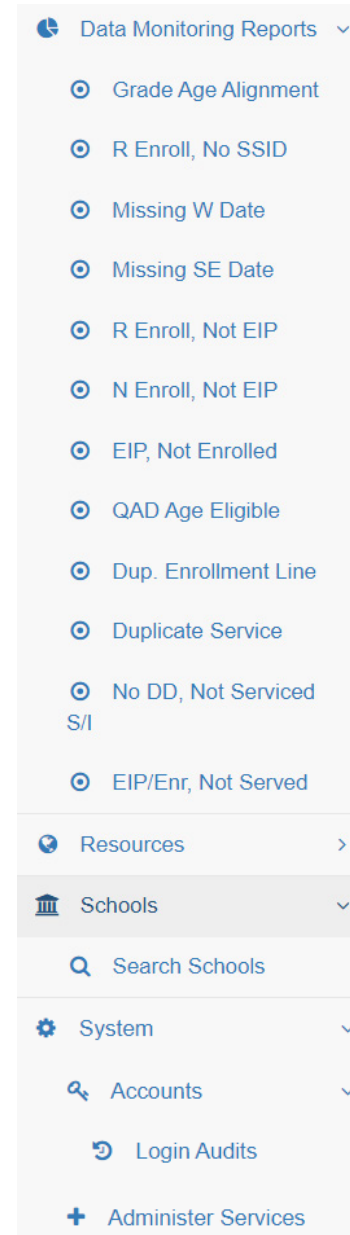 Data Monitoring Reports
Grade Age Alignment
R Enroll, No SSID
Missing W Date
Missing SE Date
R Enroll, Not EIP
N Enroll, Not EIP
EIP, Not Enrolled
QAD Age Eligible
Dup. Enrollment Line
Duplicate Service
No DD, Not Serviced
S/I
EIP/Enr, Not Served
Resources
Schools
Search Schools
System
Accounts
Login Audits
Administer Services